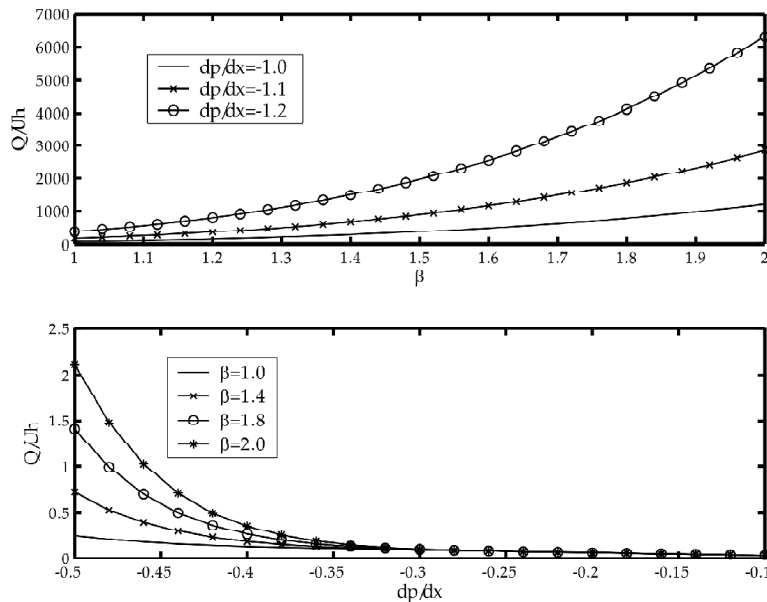 7000
6000
5000
4000
3000
2000
1000
0
Q/Uh
dp/dx=-1.0
dp/dx=-1.1
dp/dx=-1.2
1 1.1 1.2 1.3 1.4 1.5 1.6 1.7 1.8 1.9 2
β
2.5
2
1.5
1
0.5
0
Q/Uh
β=1.0
β=1.4
β=1.8
β=2.0
-0.5 -0.45 -0.4 -0.35 -0.3 -0.25 -0.2 -0.15 -0.1
dp/dx